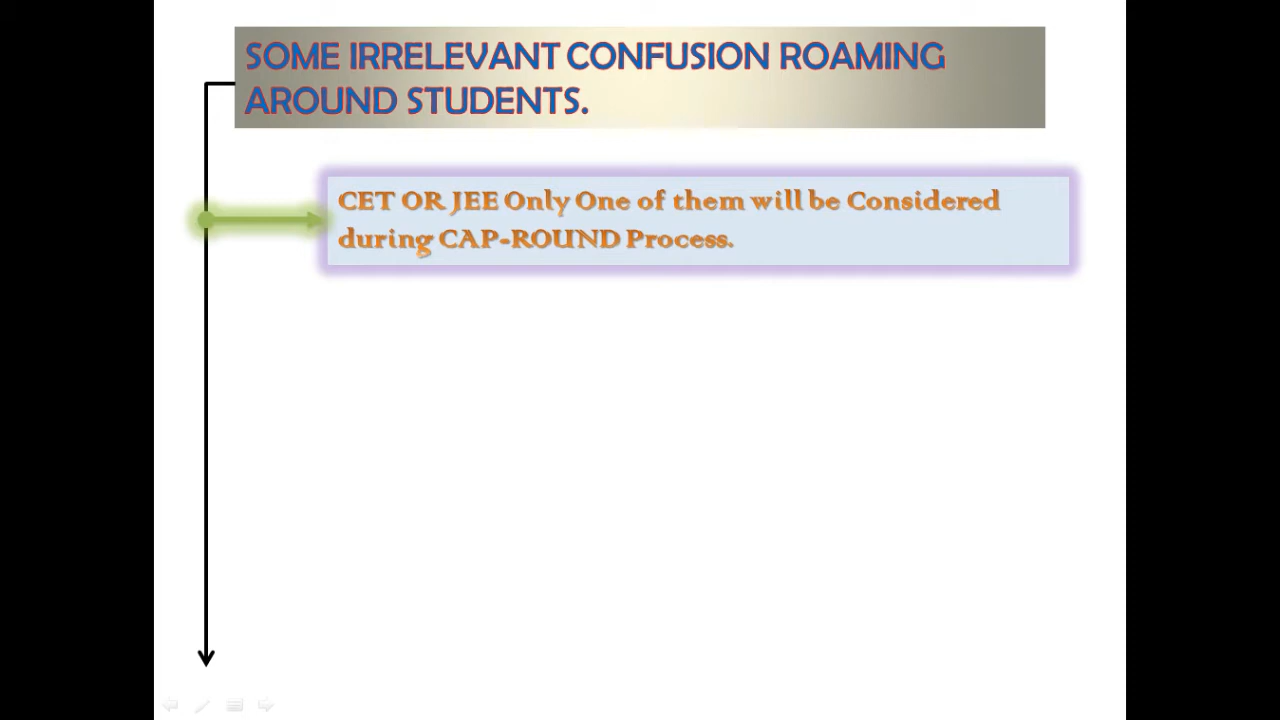 SOME IRRELEVANT CONFUSION ROAMING
AROUND STUDENTS.
CET OR JEE Only One of them will be Considered
during CAP-ROUND Process.